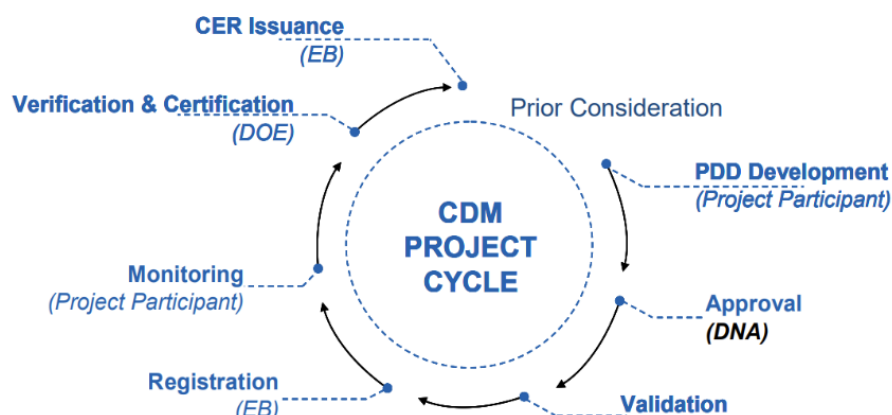 CER Issuance
(EB)
Verification & Certification
(DOE)
Prior Consideration
PDD Development
(Project Participant)
CDM
PROJECT
CYCLE
Monitoring
(Project Participant)
Approval
(DNA)
Registration
(EB)
Validation